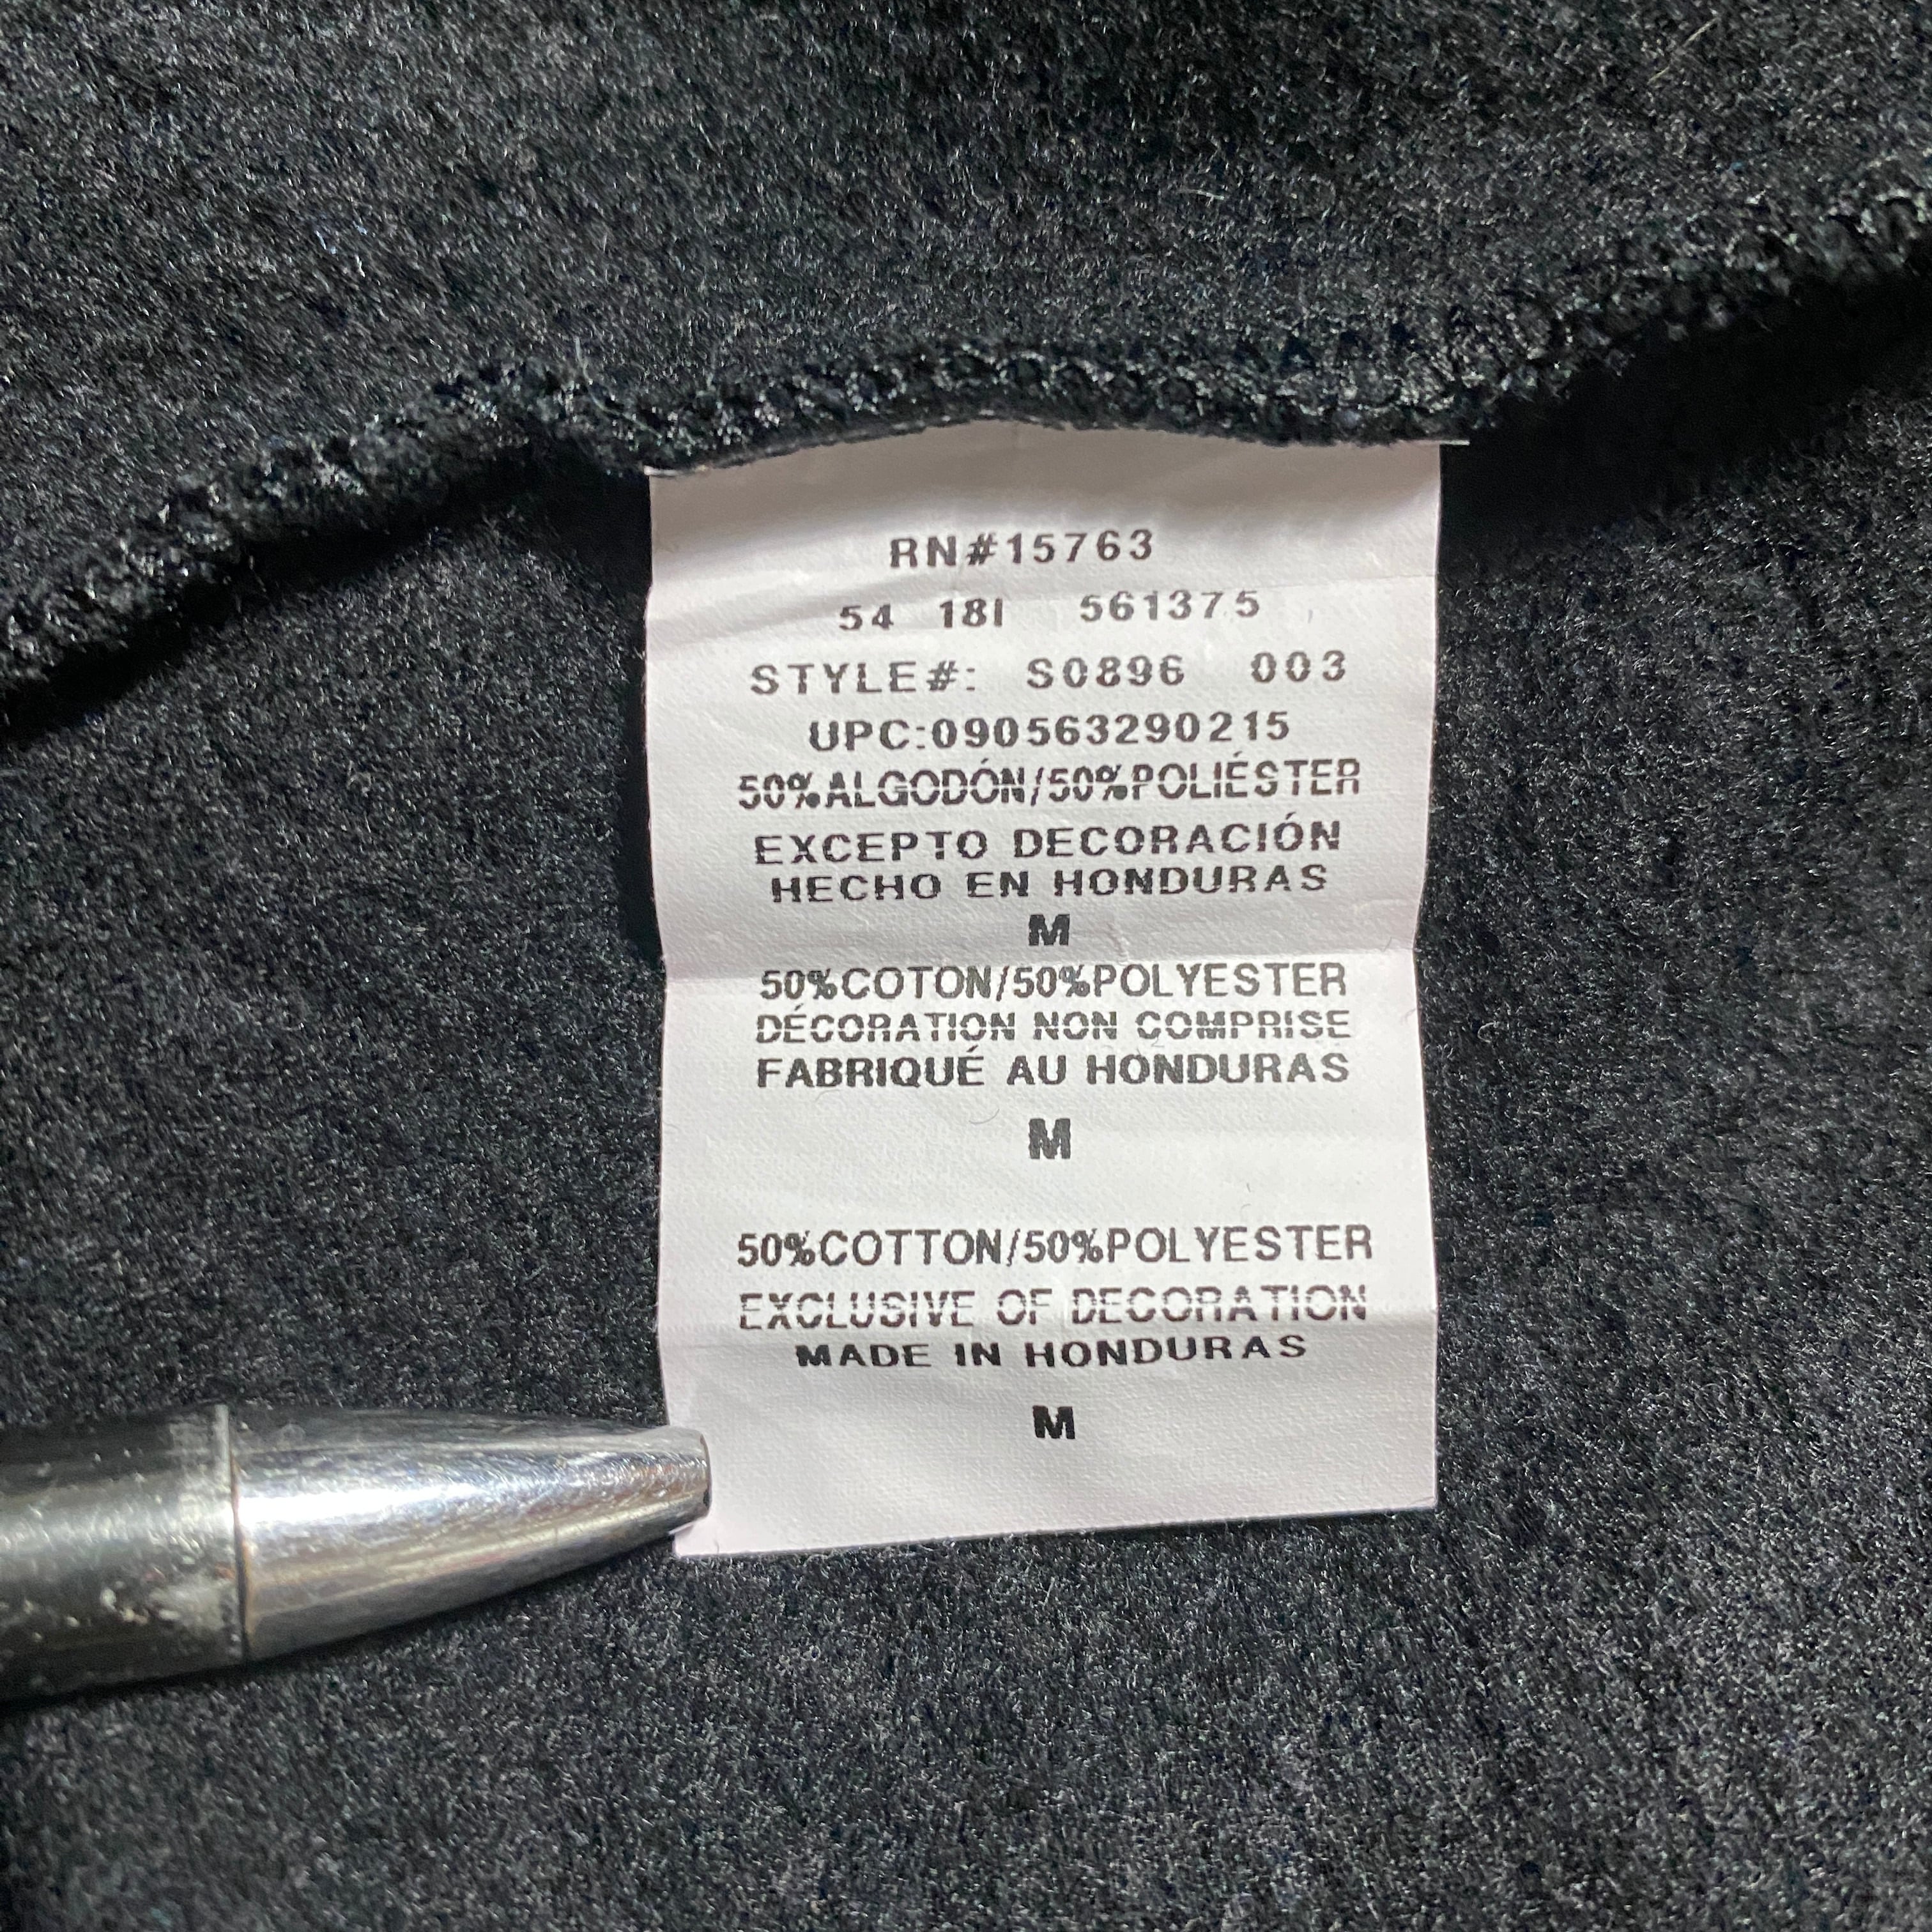 RN#15763
54 18I 561375
STYLE#: S0896 003
UPC:090563290215
50%ALGODÓN/50%POLIÉSTER
EXCEPTO DECORACIÓN
HECHO EN HONDURAS
M
50%COTON/50%POLYESTER
DÉCORATION NON COMPRISE
FABRIQUÉ AU HONDURAS
M
50%COTTON/50%POLYESTER
EXCLUSIVE OF DECORATION
MADE IN HONDURAS
M